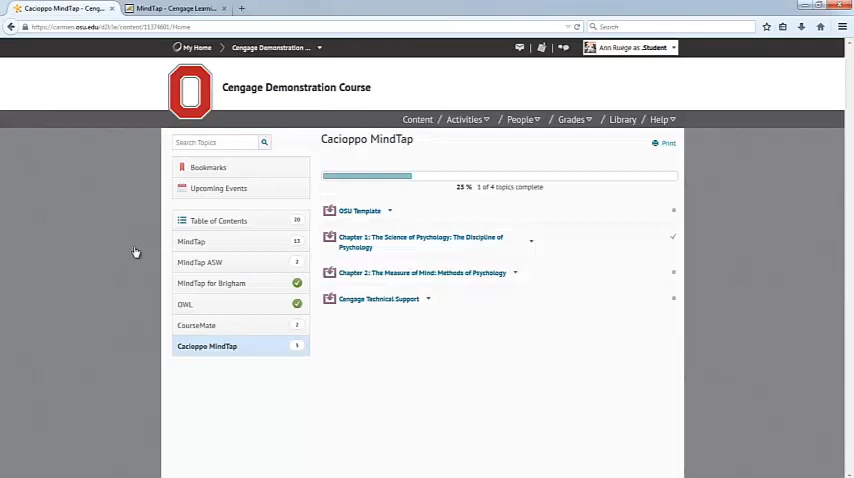 Cacioppo MindTap - Ceng...
MindTap - Cengage Learni...
https://carmen.osu.edu/d2l/le/content/11374601/Home
Search
My Home
Cengage Demonstration ...
Ann Ruege as .Student
Cengage Demonstration Course
Content / Activities / People / Grades / Library / Help
Search Topics
Cacioppo MindTap
Print
Bookmarks
25 % 1 of 4 topics complete
Upcoming Events
OSU Template
Table of Contents 20
MindTap 13
Chapter 1: The Science of Psychology: The Discipline of
Psychology
MindTap ASW 2
Chapter 2: The Measure of Mind: Methods of Psychology
MindTap for Brigham
Cengage Technical Support
OWL
CourseMate 2
Cacioppo MindTap 3